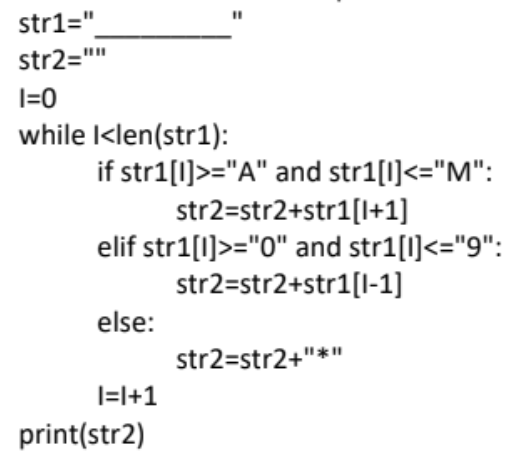 str1="__________"
str2=""
I=0
while I<len(str1):
if str1[I]>="A" and str1[I]<="M":
str2=str2+str1[I+1]
elif str1[I]>="0" and str1[I]<="9":
str2=str2+str1[I-1]
else:
str2=str2+"*"
I=I+1
print(str2)